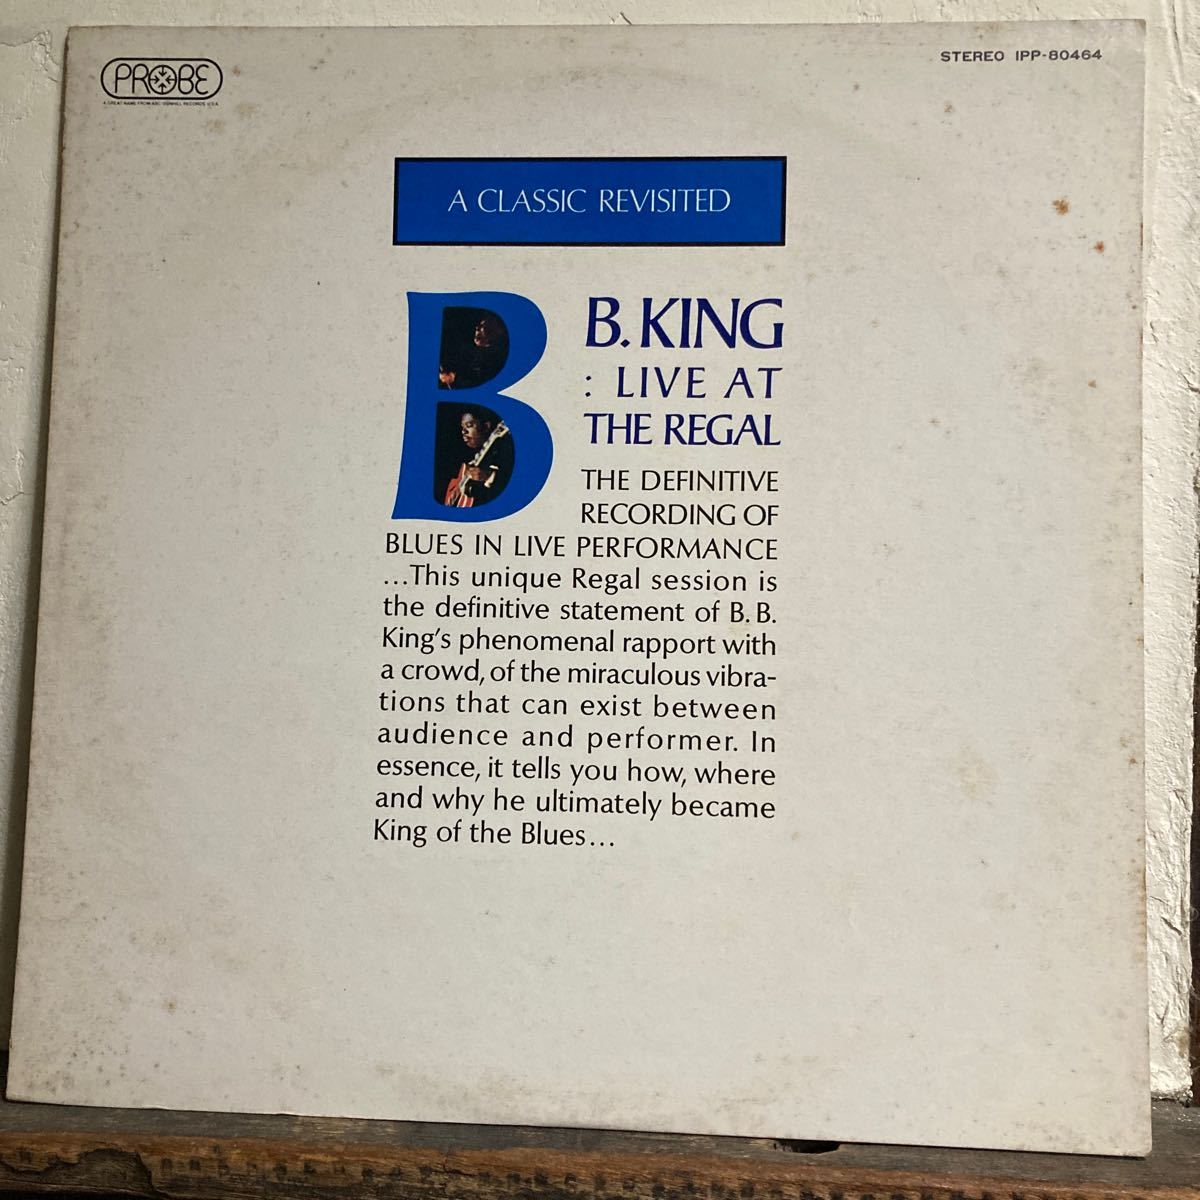 PROBE
A GREAT NAME FROM ABC DUNHILL RECORDS, U.S.A.
STEREO IPP-80464
A CLASSIC REVISITED
B B. KING
: LIVE AT
THE REGAL
THE DEFINITIVE
RECORDING OF
BLUES IN LIVE PERFORMANCE
...This unique Regal session is
the definitive statement of B. B.
King's phenomenal rapport with
a crowd, of the miraculous vibra-
tions that can exist between
audience and performer. In
essence, it tells you how, where
and why he ultimately became
King of the Blues...